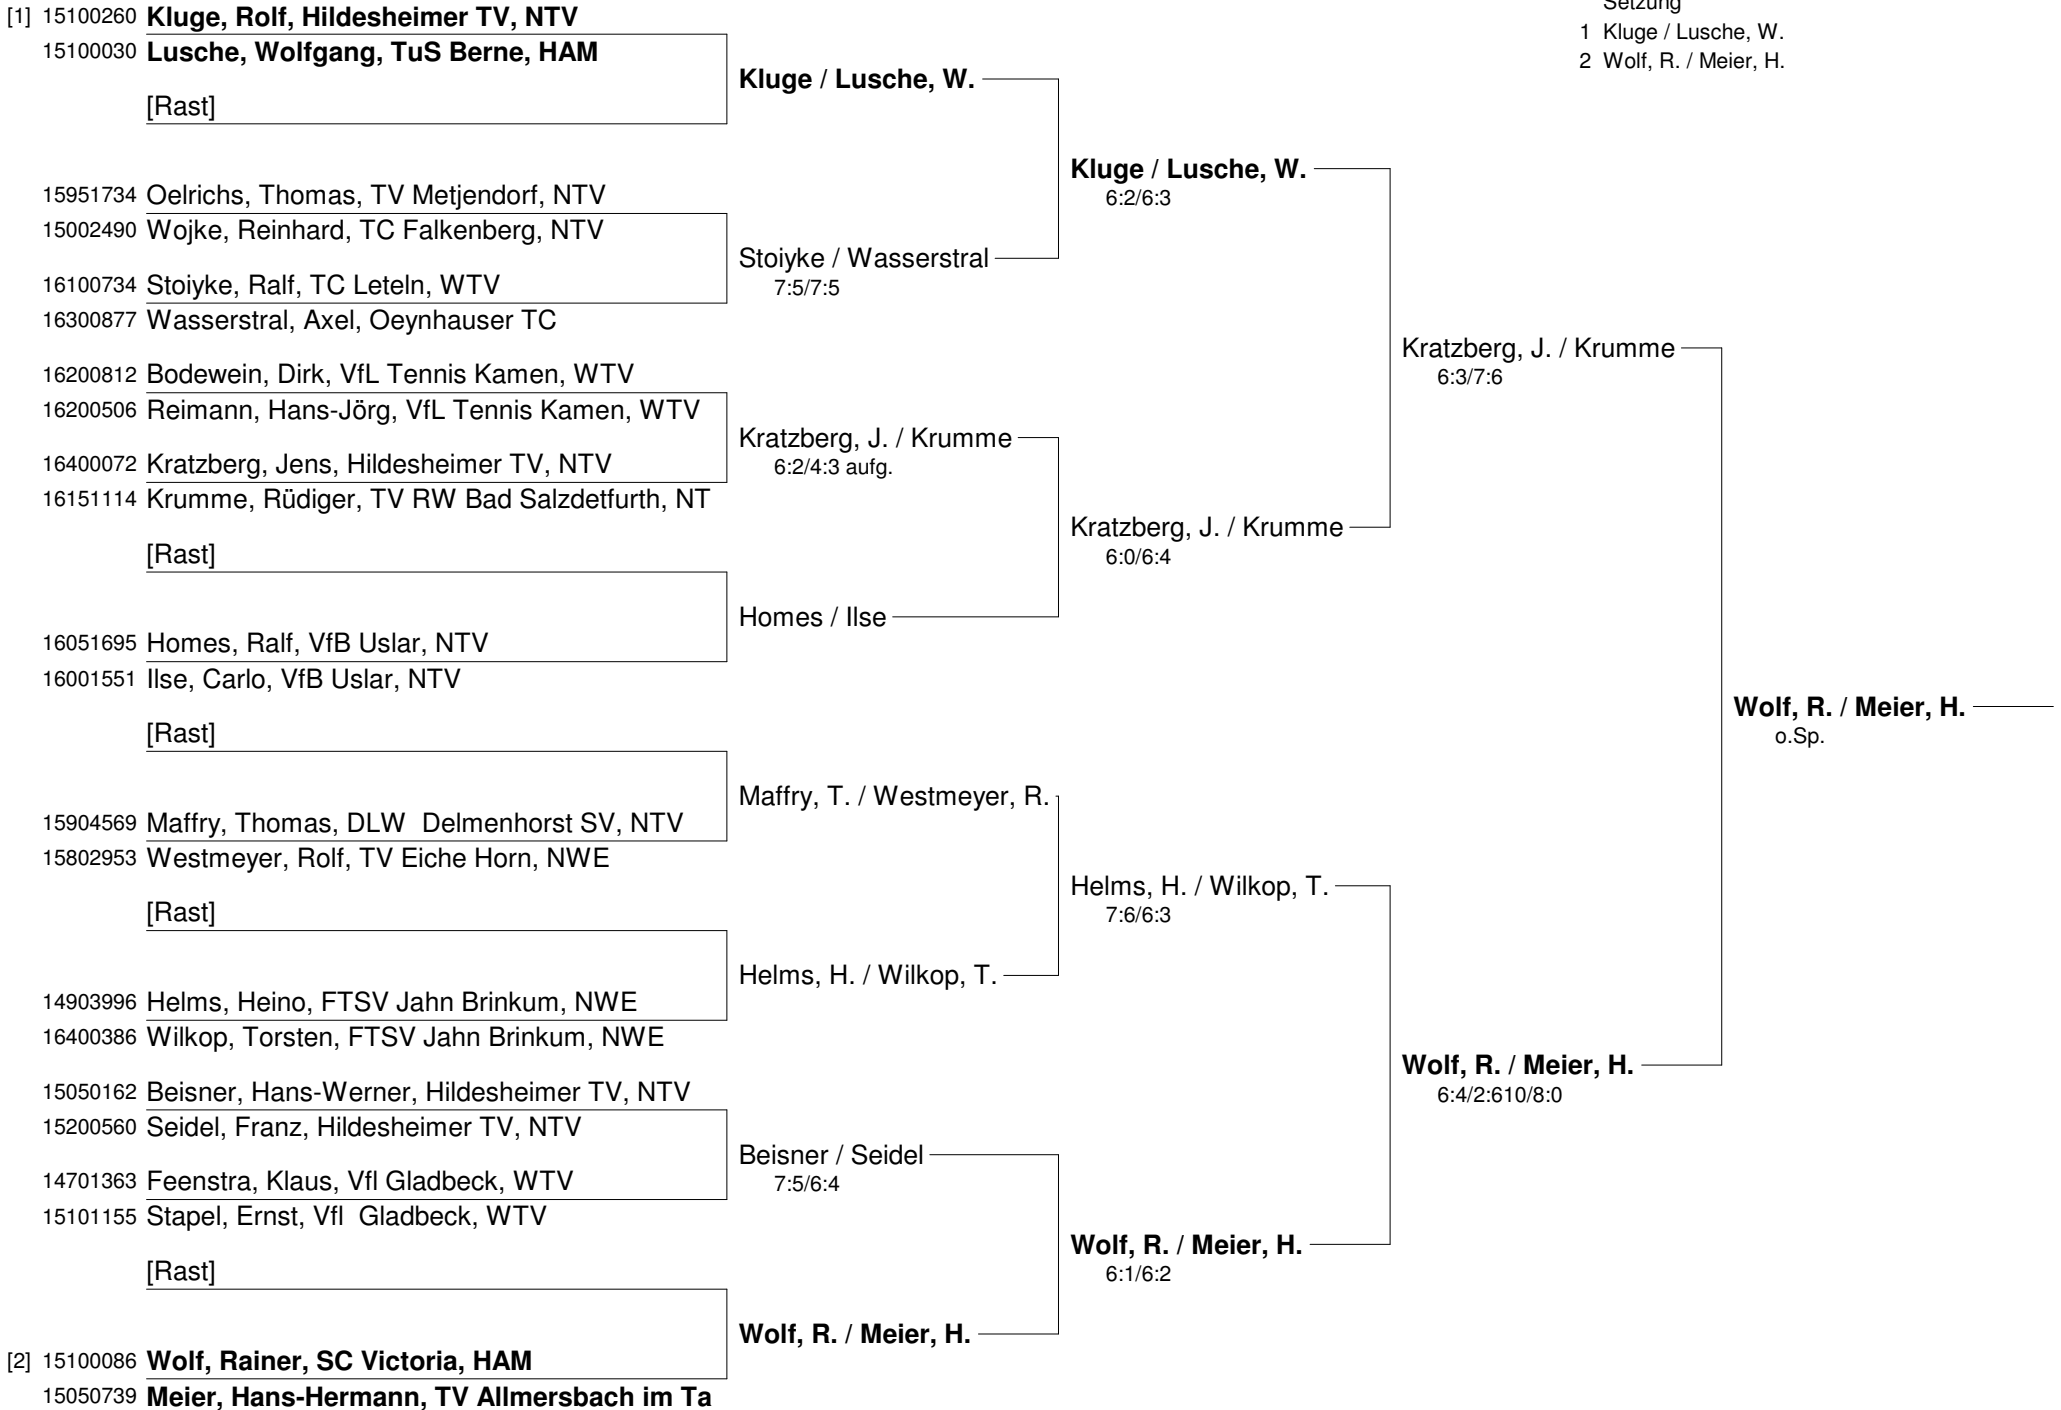 Setzung
1 Kluge / Lusche, W.
2 Wolf, R. / Meier, H.
[1] 15100260 Kluge, Rolf, Hildesheimer TV, NTV
15100030 Lusche, Wolfgang, TuS Berne, HAM
[Rast]
15951734 Oelrichs, Thomas, TV Metjendorf, NTV
15002490 Wojke, Reinhard, TC Falkenberg, NTV
16100734 Stoiyke, Ralf, TC Leteln, WTV
16300877 Wasserstral, Axel, Oeynhauser TC
16200812 Bodewein, Dirk, VfL Tennis Kamen, WTV
16200506 Reimann, Hans-Jörg, VfL Tennis Kamen, WTV
16400072 Kratzberg, Jens, Hildesheimer TV, NTV
16151114 Krumme, Rüdiger, TV RW Bad Salzdetfurth, NT
[Rast]
16051695 Homes, Ralf, VfB Uslar, NTV
16001551 Ilse, Carlo, VfB Uslar, NTV
[Rast]
15904569 Maffry, Thomas, DLW  Delmenhorst SV, NTV
15802953 Westmeyer, Rolf, TV Eiche Horn, NWE
[Rast]
14903996 Helms, Heino, FTSV Jahn Brinkum, NWE
16400386 Wilkop, Torsten, FTSV Jahn Brinkum, NWE
15050162 Beisner, Hans-Werner, Hildesheimer TV, NTV
15200560 Seidel, Franz, Hildesheimer TV, NTV
14701363 Feenstra, Klaus, Vfl Gladbeck, WTV
15101155 Stapel, Ernst, Vfl  Gladbeck, WTV
[Rast]
[2] 15100086 Wolf, Rainer, SC Victoria, HAM
15050739 Meier, Hans-Hermann, TV Allmersbach im Ta
Kluge / Lusche, W.
Stoiyke / Wasserstral
7:5/7:5
Kratzberg, J. / Krumme
6:2/4:3 aufg.
Homes / Ilse
Maffry, T. / Westmeyer, R.
Helms, H. / Wilkop, T.
Beisner / Seidel
7:5/6:4
Wolf, R. / Meier, H.
Kluge / Lusche, W.
6:2/6:3
Kratzberg, J. / Krumme
6:0/6:4
Helms, H. / Wilkop, T.
7:6/6:3
Wolf, R. / Meier, H.
6:1/6:2
Kratzberg, J. / Krumme
6:3/7:6
Wolf, R. / Meier, H.
6:4/2:610/8:0
Wolf, R. / Meier, H.
o.Sp.